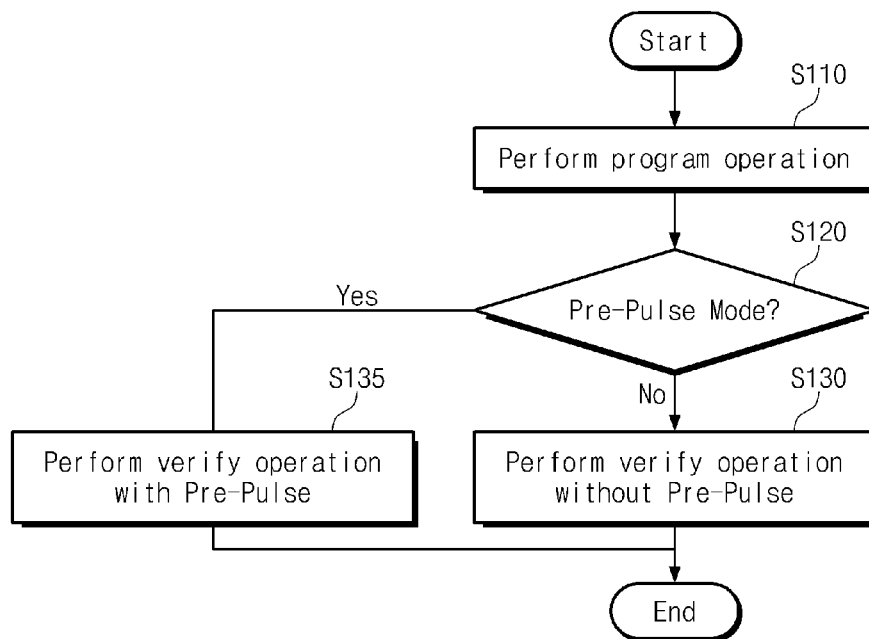 Start
S110
Perform program operation
S120
Pre-Pulse Mode?
Yes
No
S135
Perform verify operation
with Pre-Pulse
S130
Perform verify operation
without Pre-Pulse
End